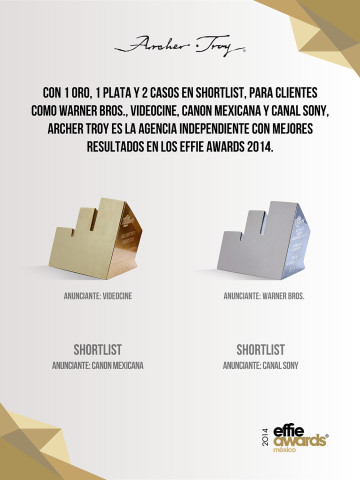 Archer Troy
CON 1 ORO, 1 PLATA Y 2 CASOS EN SHORTLIST, PARA CLIENTES
COMO WARNER BROS., VIDEOCINE, CANON MEXICANA Y CANAL SONY,
ARCHER TROY ES LA AGENCIA INDEPENDIENTE CON MEJORES
RESULTADOS EN LOS EFFIE AWARDS 2014.
ANUNCIANTE: VIDEOCINE
ANUNCIANTE: WARNER BROS.
SHORTLIST
ANUNCIANTE: CANON MEXICANA
SHORTLIST
ANUNCIANTE: CANAL SONY
2014
effie
awards®
méxico